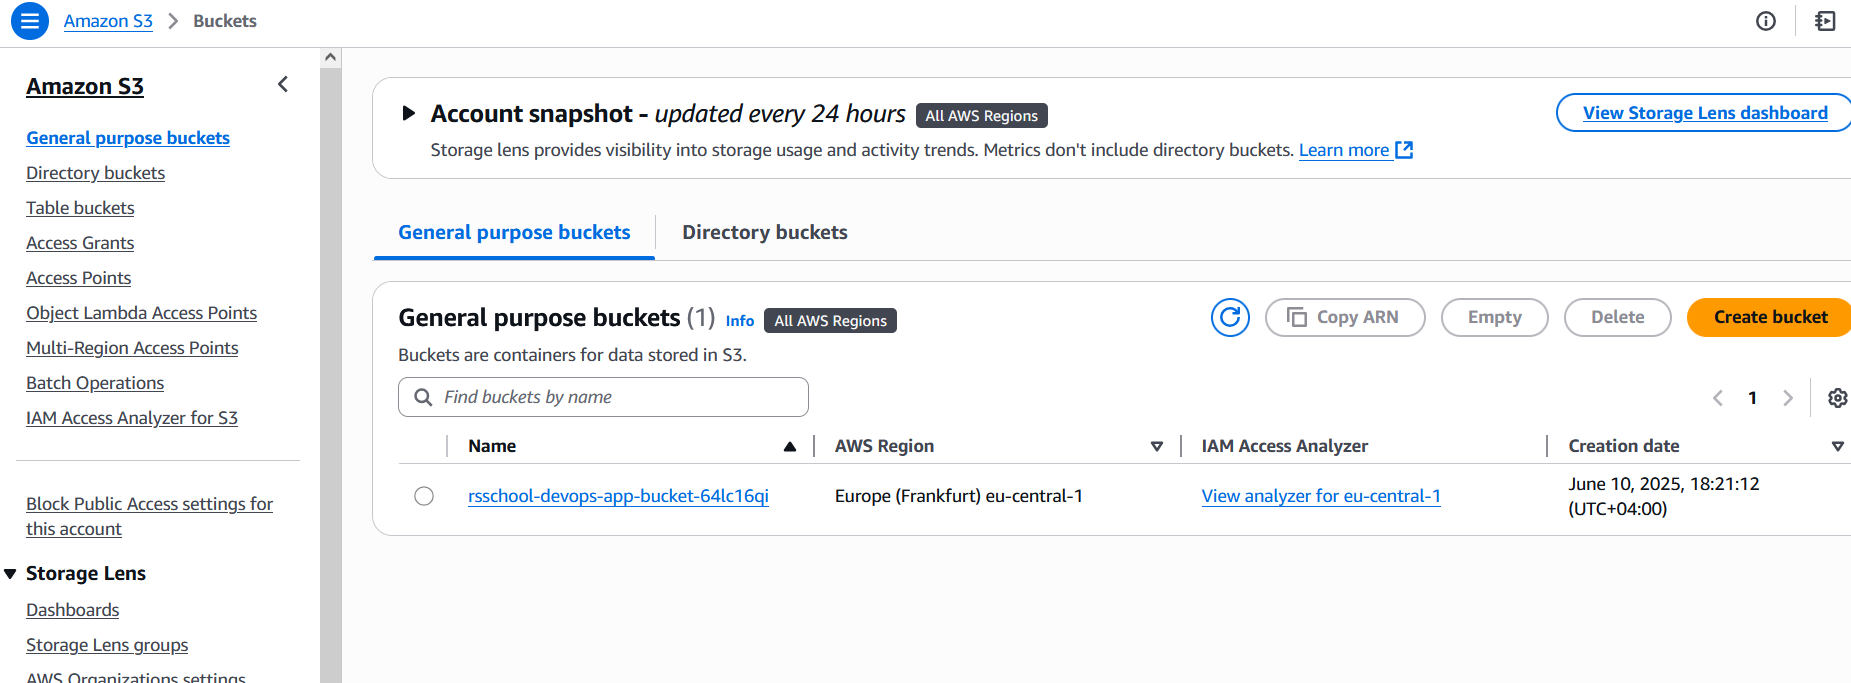 Amazon S3 > Buckets
Amazon S3
General purpose buckets
Directory buckets
Table buckets
Access Grants
Access Points
Object Lambda Access Points
Multi-Region Access Points
Batch Operations
IAM Access Analyzer for S3
Block Public Access settings for
this account
Storage Lens
Dashboards
Storage Lens groups
AWS Organizations settings
Account snapshot - updated every 24 hours All AWS Regions
View Storage Lens dashboard
Storage lens provides visibility into storage usage and activity trends. Metrics don't include directory buckets. Learn more
General purpose buckets Directory buckets
General purpose buckets (1) Info All AWS Regions
Copy ARN Empty Delete Create bucket
Buckets are containers for data stored in S3.
Find buckets by name
1
Name AWS Region IAM Access Analyzer Creation date
rsschool-devops-app-bucket-64lc16qi Europe (Frankfurt) eu-central-1 View analyzer for eu-central-1 June 10, 2025, 18:21:12
(UTC+04:00)